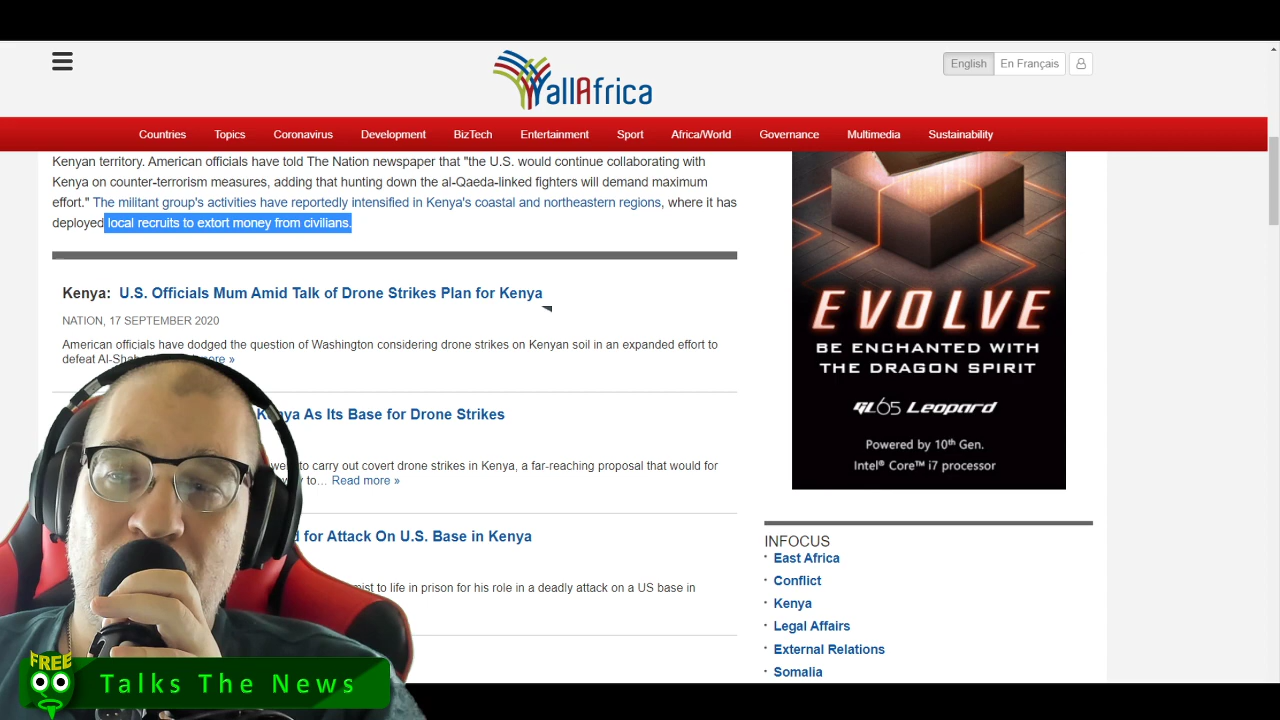 allAfrica
English
En Français
Countries
Topics
Coronavirus
Development
BizTech
Entertainment
Sport
Africa/World
Governance
Multimedia
Sustainability
Kenyan territory. American officials have told The Nation newspaper that "the U.S. would continue collaborating with
Kenya on counter-terrorism measures, adding that hunting down the al-Qaeda-linked fighters will demand maximum
effort." The militant group's activities have reportedly intensified in Kenya's coastal and northeastern regions, where it has
deployed local recruits to extort money from civilians.
Kenya: U.S. Officials Mum Amid Talk of Drone Strikes Plan for Kenya
NATION, 17 SEPTEMBER 2020
American officials have dodged the question of Washington considering drone strikes on Kenyan soil in an expanded effort to
defeat Al-Shab
ore »
Kenya As Its Base for Drone Strikes
to carry out covert drone strikes in Kenya, a far-reaching proposal that would for
to… Read more »
for Attack On U.S. Base in Kenya
mist to life in prison for his role in a deadly attack on a US base in
EVOLVE
BE ENCHANTED WITH
THE DRAGON SPIRIT
GL65 Leopard
Powered by 10th Gen.
Intel® Core™ i7 processor
INFOCUS
East Africa
Conflict
Kenya
Legal Affairs
External Relations
Somalia
FREE
Talks The News